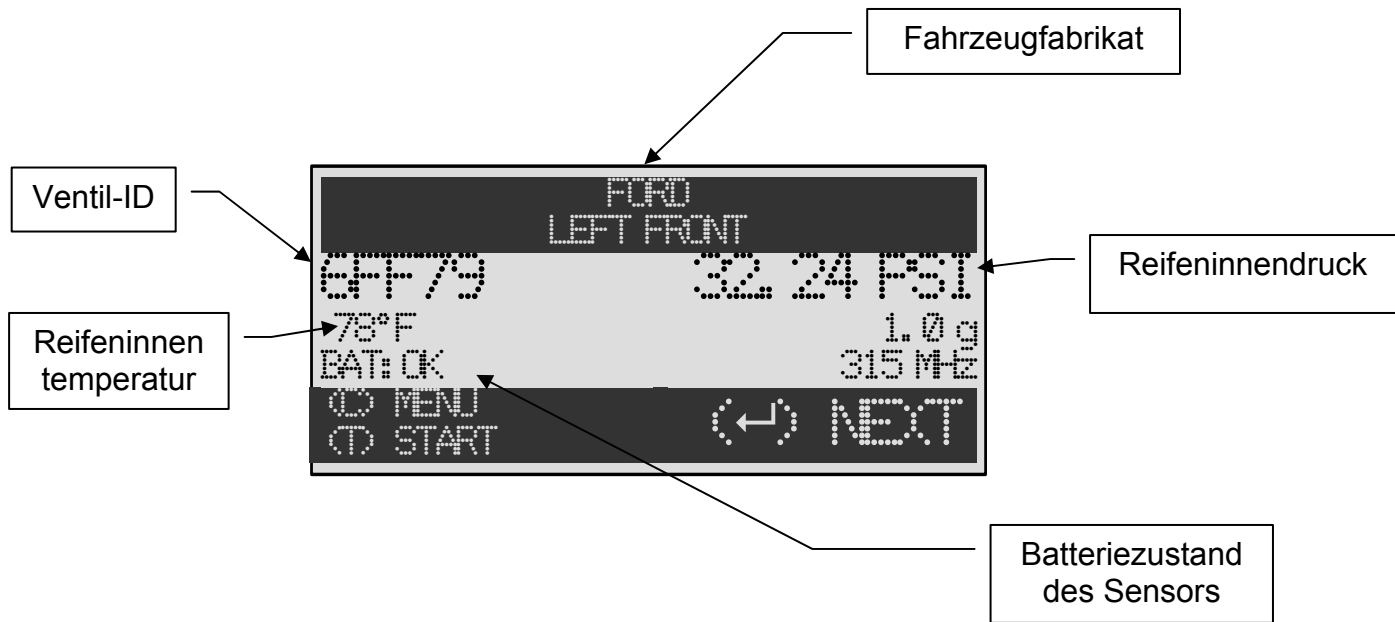 Fahrzeugfabrikat
Ventil-ID
FORD
LEFT FRONT
6FF79 32.24 PSI
Reifeninnendruck
78°F 1.0 g
Reifeninnen
temperatur
BAT: OK 315 MHz
(L) MENU
(T) START
(↵) NEXT
Batteriezustand
des Sensors